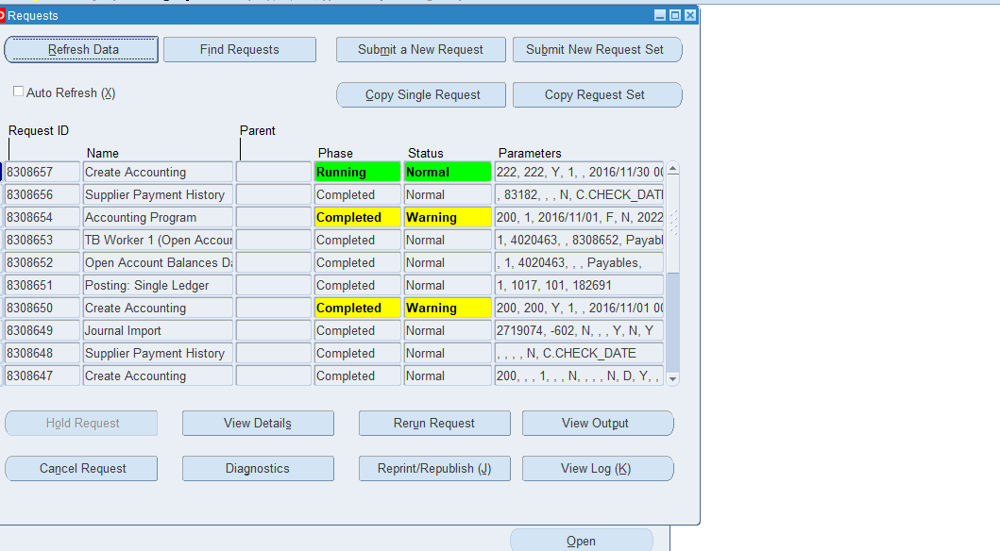 Requests
Refresh Data Find Requests Submit a New Request Submit New Request Set
Auto Refresh (X) Copy Single Request Copy Request Set
Request ID Parent
Name Phase Status Parameters
8308657 Create Accounting Running Normal 222, 222, Y, 1, , 2016/11/30 00
8308656 Supplier Payment History Completed Normal , 83182, , , N, C.CHECK_DATE
8308654 Accounting Program Completed Warning 200, 1, 2016/11/01, F, N, 2022
8308653 TB Worker 1 (Open Accour Completed Normal 1, 4020463, , 8308652, Payabl
8308652 Open Account Balances Da Completed Normal , 1, 4020463, , , Payables,
8308651 Posting: Single Ledger Completed Normal 1, 1017, 101, 182691
8308650 Create Accounting Completed Warning 200, 200, Y, 1, , 2016/11/01 00
8308649 Journal Import Completed Normal 2719074, -602, N, , , Y, N, Y
8308648 Supplier Payment History Completed Normal , , , , N, C.CHECK_DATE
8308647 Create Accounting Completed Normal 200, , , 1, , , N, , , , N, D, Y, ,
Hold Request View Details Rerun Request View Output
Cancel Request Diagnostics Reprint/Republish (J) View Log (K)
Open